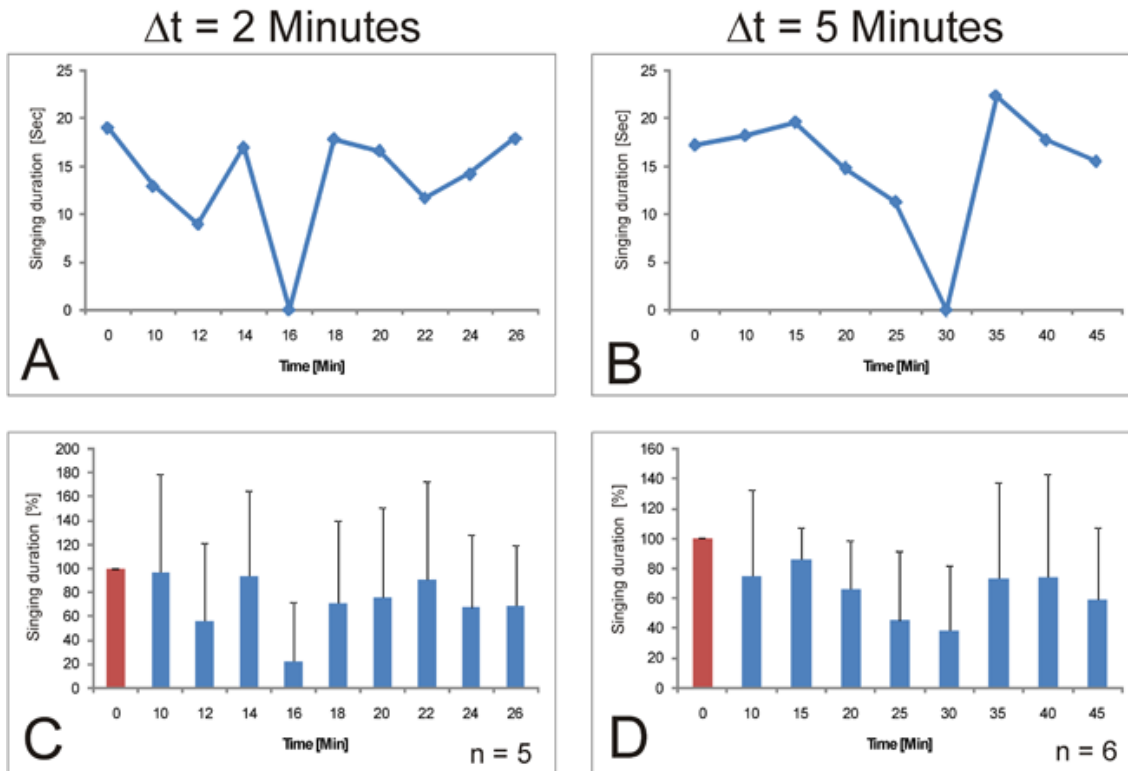 Δt = 2 Minutes
Δt = 5 Minutes
Singing duration [Sec]
25
20
15
10
5
0
0 10 12 14 16 18 20 22 24 26
Time [Min]
A
Singing duration [Sec]
25
20
15
10
5
0
0 10 15 20 25 30 35 40 45
Time [Min]
B
Singing duration [%]
200
180
160
140
120
100
80
60
40
20
0
0 10 12 14 16 18 20 22 24 26
Time [Min]
C
n = 5
Singing duration [%]
160
140
120
100
80
60
40
20
0
0 10 15 20 25 30 35 40 45
Time [Min]
D
n = 6